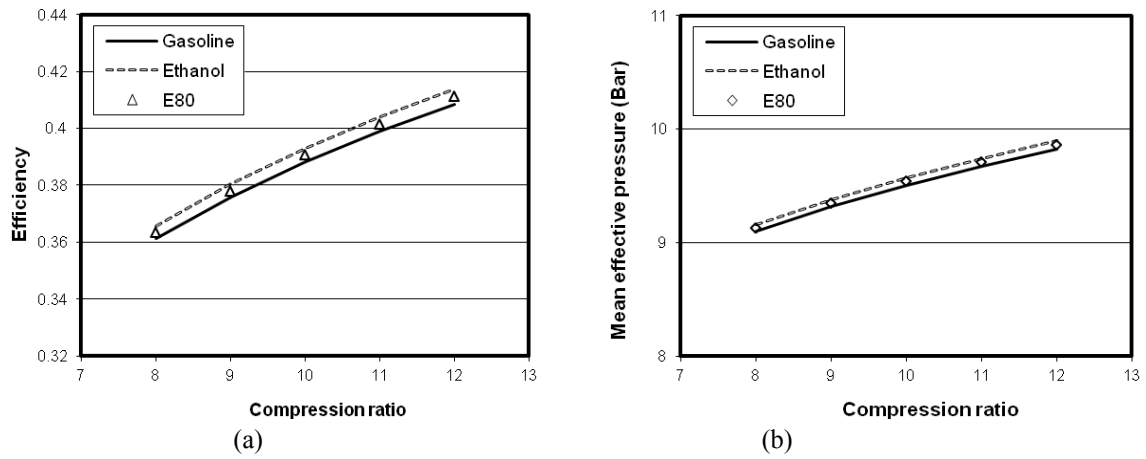 0.44
0.42
0.4
0.38
0.36
0.34
0.32
Efficiency
Gasoline
Ethanol
E80
7 8 9 10 11 12 13
Compression ratio
(a)
11
10
9
8
Mean effective pressure (Bar)
Gasoline
Ethanol
E80
7 8 9 10 11 12 13
Compression ratio
(b)